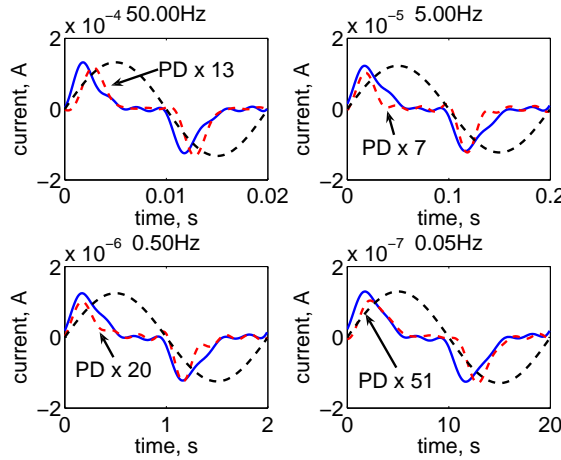 x 10⁻⁴ 50.00Hz
2
0
−2
current, A
PD x 13
0 0.01 0.02
time, s
x 10⁻⁵ 5.00Hz
2
0
−2
current, A
PD x 7
0 0.1 0.2
time, s
x 10⁻⁶ 0.50Hz
2
0
−2
current, A
PD x 20
0 1 2
time, s
x 10⁻⁷ 0.05Hz
2
0
−2
current, A
PD x 51
0 10 20
time, s